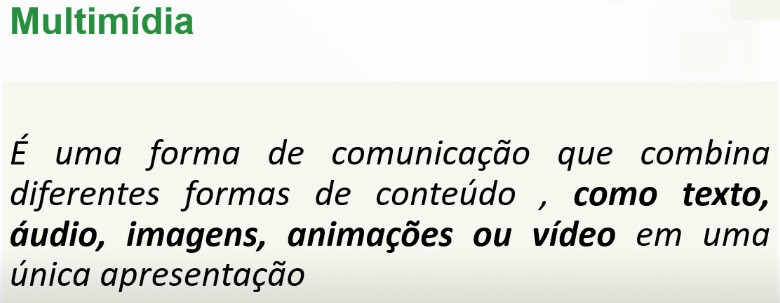 Multimídia
É uma forma de comunicação que combina
diferentes formas de conteúdo , como texto,
áudio, imagens, animações ou vídeo em uma
única apresentação